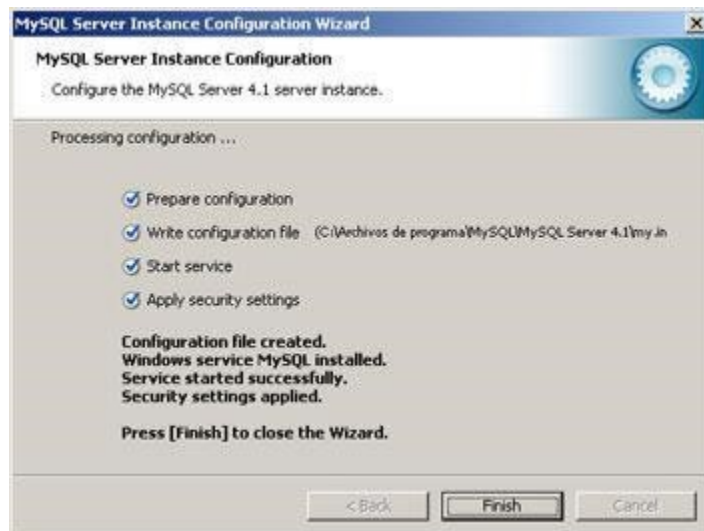 MySQL Server Instance Configuration Wizard
MySQL Server Instance Configuration
Configure the MySQL Server 4.1 server instance.
Processing configuration ...
Prepare configuration
Write configuration file (C:\Archivos de programa\MySQL\MySQL Server 4.1\my.in
Start service
Apply security settings
Configuration file created.
Windows service MySQL installed.
Service started successfully.
Security settings applied.
Press [Finish] to close the Wizard.
< Back Finish Cancel